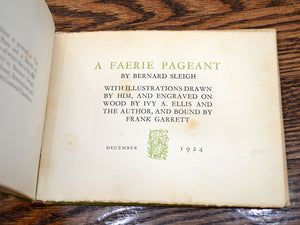 A FAERIE PAGEANT
BY BERNARD SLEIGH
WITH ILLUSTRATIONS DRAWN
BY HIM, AND ENGRAVED ON
WOOD BY IVY A. ELLIS AND
THE AUTHOR, AND BOUND BY
FRANK GARRETT
DECEMBER 1924